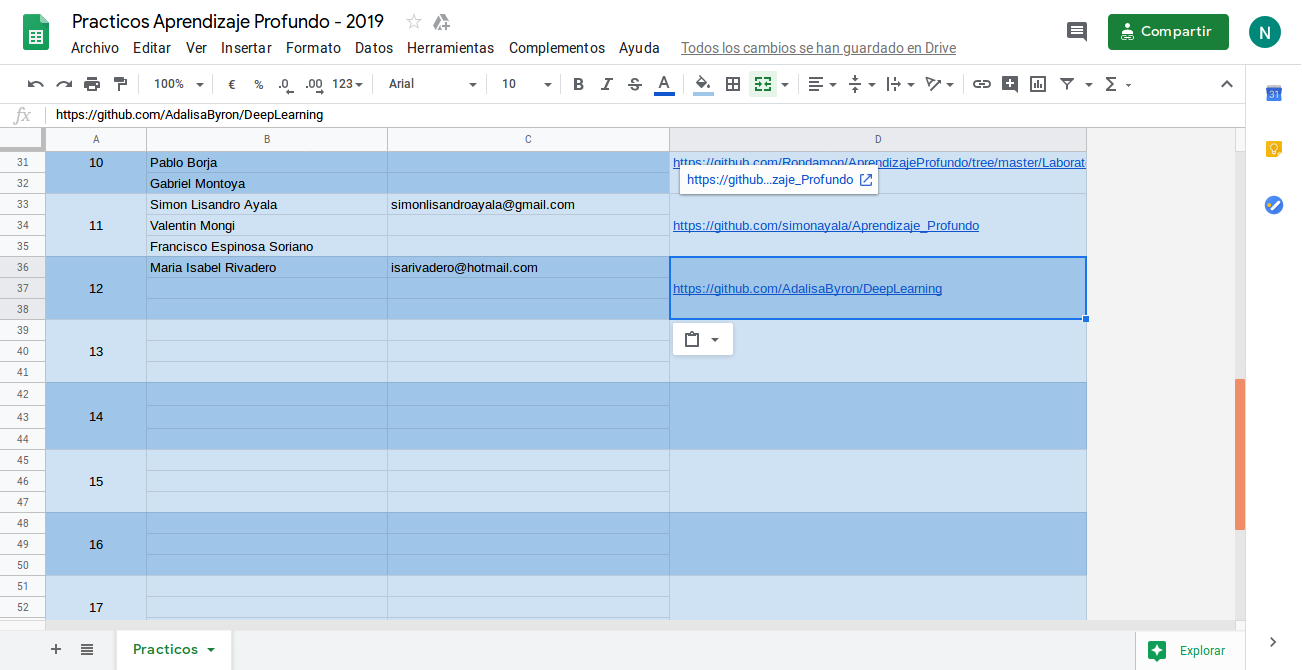 Practicos Aprendizaje Profundo - 2019
Archivo Editar Ver Insertar Formato Datos Herramientas Complementos Ayuda Todos los cambios se han guardado en Drive
Compartir
N
100% € % .0 .00 123 Arial 10 B I S A Σ
31
fx https://github.com/AdalisaByron/DeepLearning
A B C D
31 10 Pablo Borja https://github.com/Rondamon/AprendizajeProfundo/tree/master/Laborat
32 Gabriel Montoya https://github...zaje_Profundo
33 Simon Lisandro Ayala simonlisandroayala@gmail.com
34 11 Valentin Mongi https://github.com/simonayala/Aprendizaje_Profundo
35 Francisco Espinosa Soriano
36 Maria Isabel Rivadero isarivadero@hotmail.com
37 12 https://github.com/AdalisaByron/DeepLearning
38
39
40 13
41
42
43 14
44
45
46 15
47
48
49 16
50
51
52 17
Practicos
Explorar